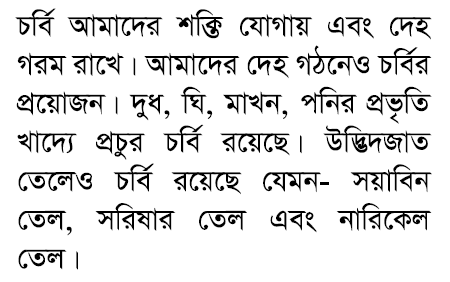 চর্বি আমাদের শক্তি যোগায় এবং দেহ
গরম রাখে। আমাদের দেহ গঠনেও চর্বির
প্রয়োজন। দুধ, ঘি, মাখন, পনির প্রভৃতি
খাদ্যে প্রচুর চর্বি রয়েছে। উদ্ভিদজাত
তেলেও চর্বি রয়েছে যেমন- সয়াবিন
তেল, সরিষার তেল এবং নারিকেল
তেল।